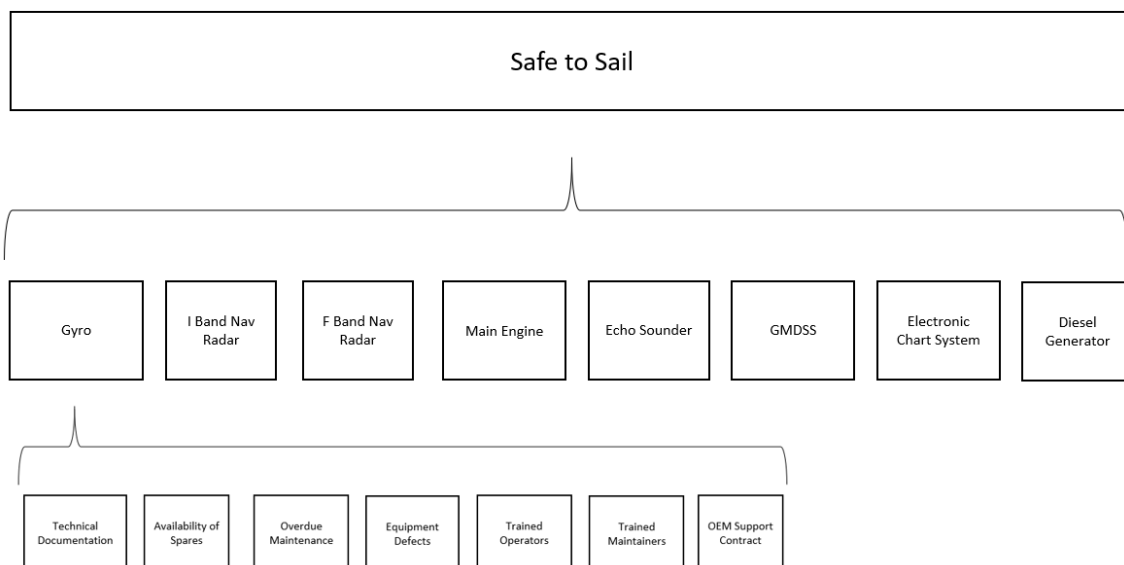 Safe to Sail
Gyro
I Band Nav
Radar
F Band Nav
Radar
Main Engine
Echo Sounder
GMDSS
Electronic
Chart System
Diesel
Generator
Technical
Documentation
Availability of
Spares
Overdue
Maintenance
Equipment
Defects
Trained
Operators
Trained
Maintainers
OEM Support
Contract